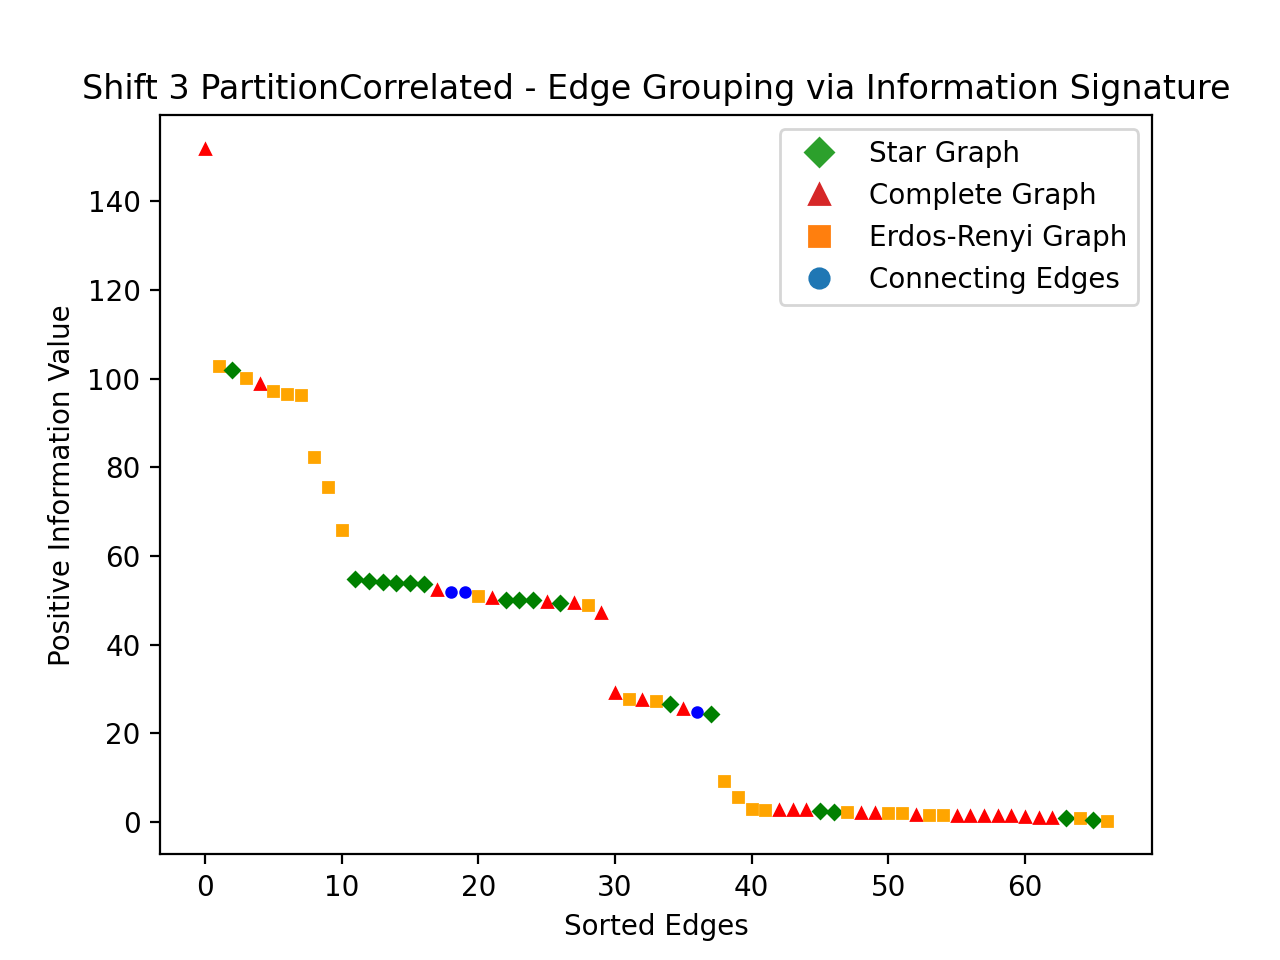 Shift 3 PartitionCorrelated - Edge Grouping via Information Signature
Star Graph
Complete Graph
Erdos-Renyi Graph
Connecting Edges
Positive Information Value
140
120
100
80
60
40
20
0
0 10 20 30 40 50 60
Sorted Edges